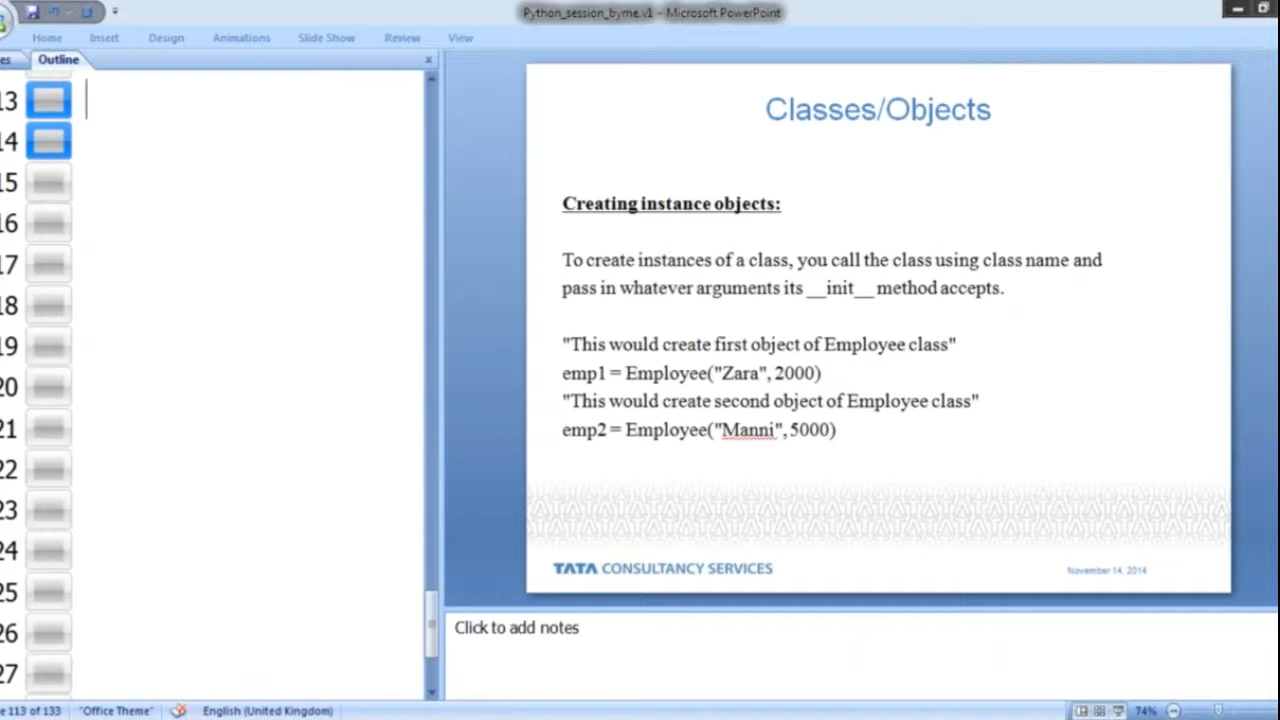 Python_session_byme.v1 - Microsoft PowerPoint
Home Insert Design Animations Slide Show Review View
Outline
13
14
15
16
17
18
19
20
21
22
23
24
25
26
27
Classes/Objects
Creating instance objects:
To create instances of a class, you call the class using class name and
pass in whatever arguments its __init__ method accepts.
"This would create first object of Employee class"
emp1 = Employee("Zara", 2000)
"This would create second object of Employee class"
emp2 = Employee("Manni", 5000)
TATA CONSULTANCY SERVICES
November 14, 2014
Click to add notes
113 of 133 "Office Theme" English (United Kingdom) 74%